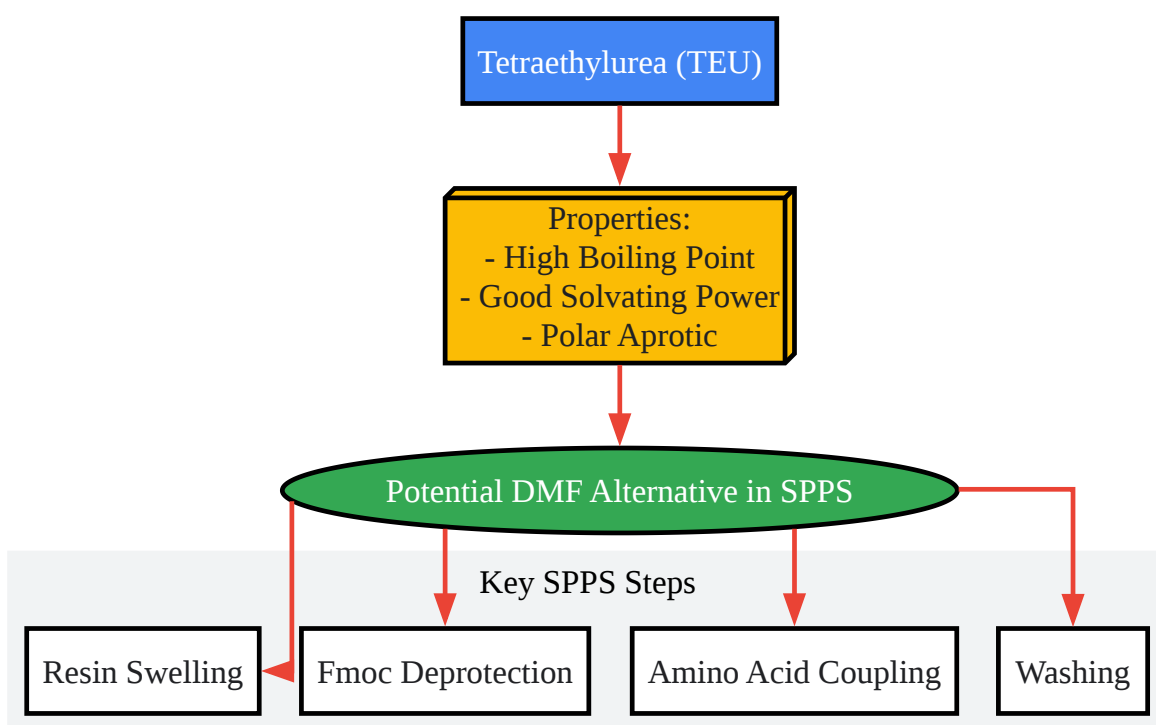 Tetraethylurea (TEU)
Properties:
- High Boiling Point
- Good Solvating Power
- Polar Aprotic
Potential DMF Alternative in SPPS
Key SPPS Steps
Resin Swelling
Fmoc Deprotection
Amino Acid Coupling
Washing